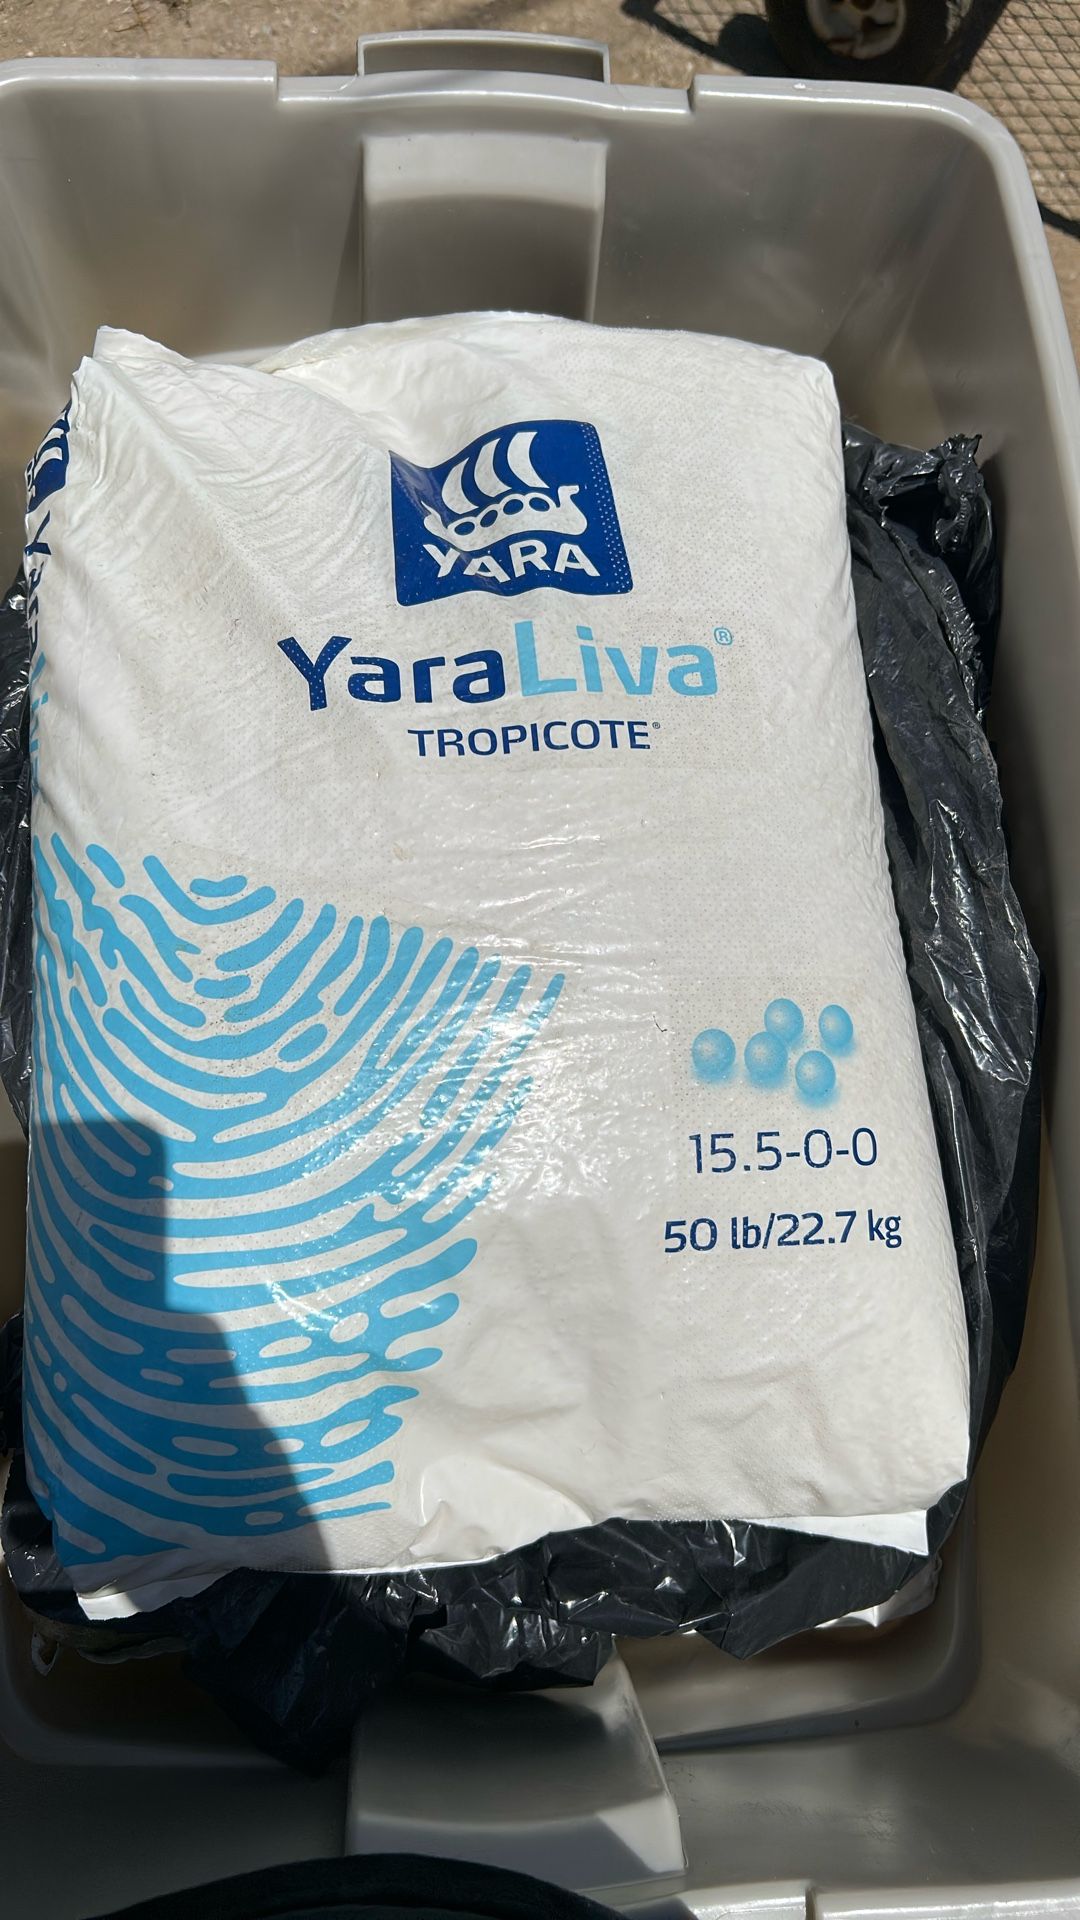 YARA
YaraLiva®
TROPICOTE®
15.5-0-0
50 lb/22.7 kg